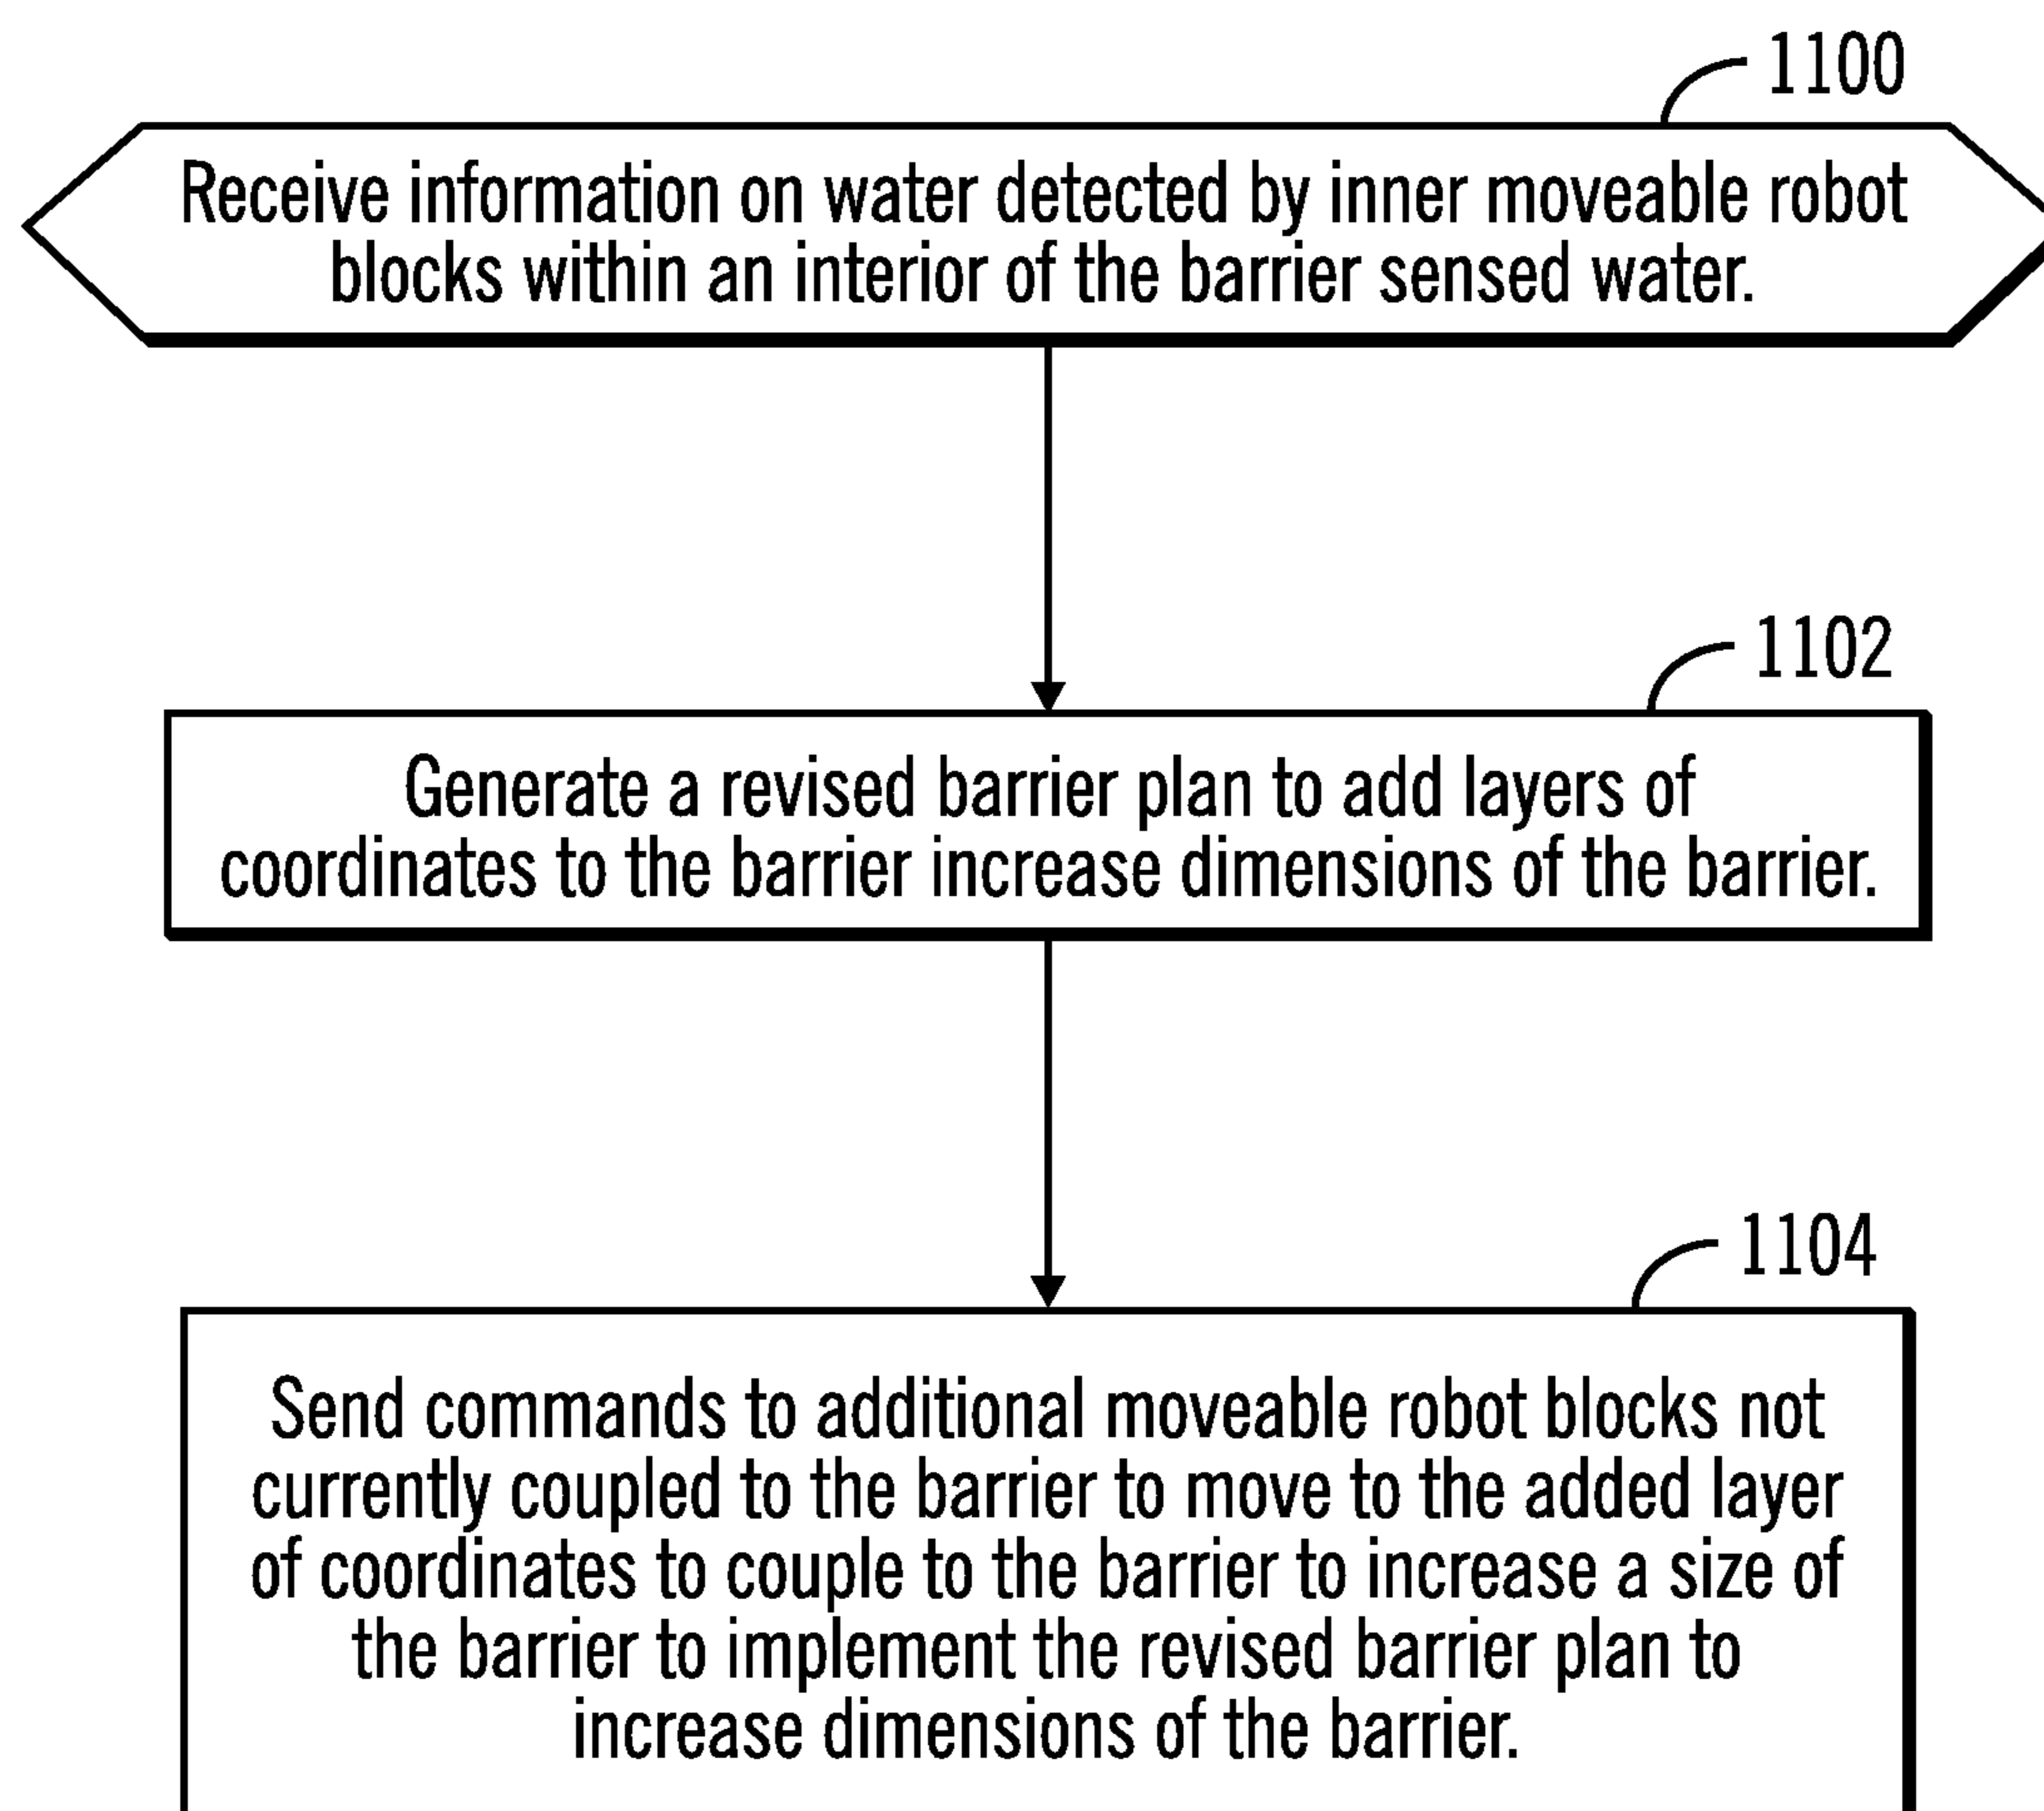 1100
Receive information on water detected by inner moveable robot
blocks within an interior of the barrier sensed water.
1102
Generate a revised barrier plan to add layers of
coordinates to the barrier increase dimensions of the barrier.
1104
Send commands to additional moveable robot blocks not
currently coupled to the barrier to move to the added layer
of coordinates to couple to the barrier to increase a size of
the barrier to implement the revised barrier plan to
increase dimensions of the barrier.